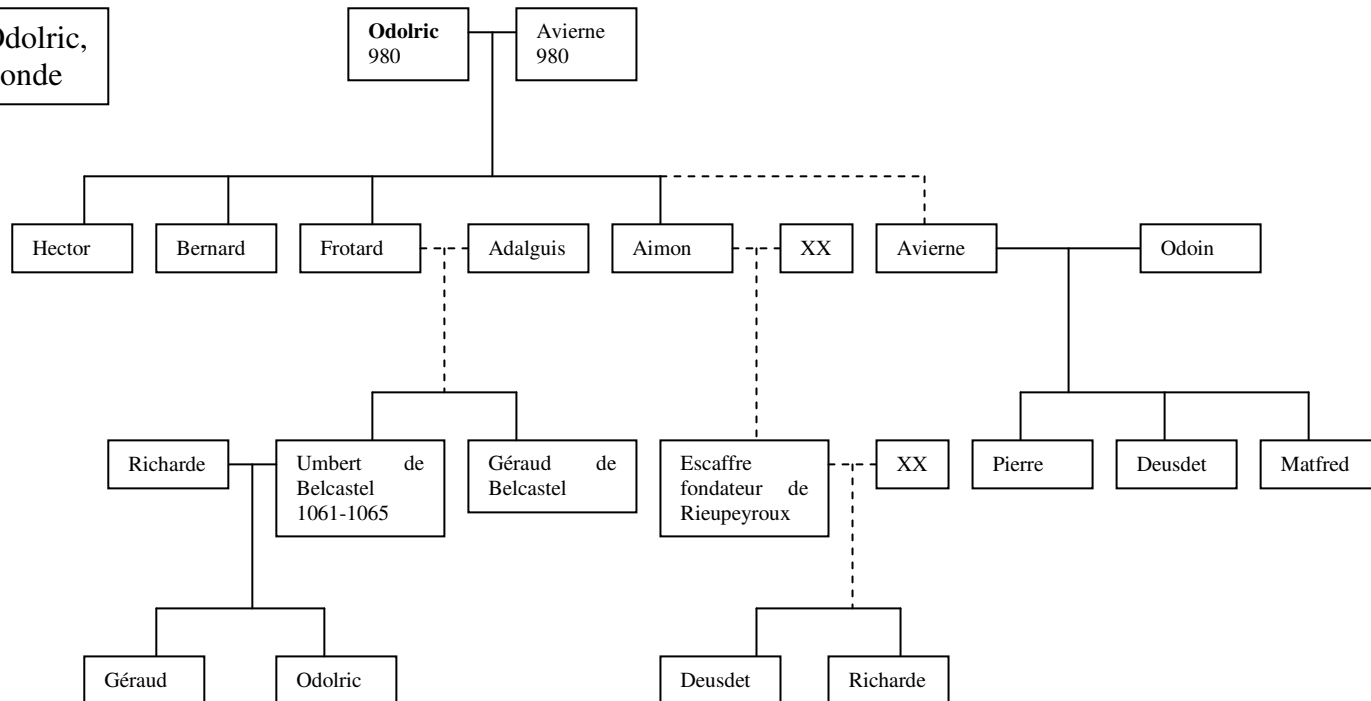 Odolric,
onde
Odolric
980
Avierne
980
Hector
Bernard
Frotard
Adalguis
Aimon
XX
Avierne
Odoin
Richarde
Umbert de
Belcastel
1061-1065
Géraud de
Belcastel
Escaffre
fondateur de
Rieupeyroux
XX
Pierre
Deusdet
Matfred
Géraud
Odolric
Deusdet
Richarde